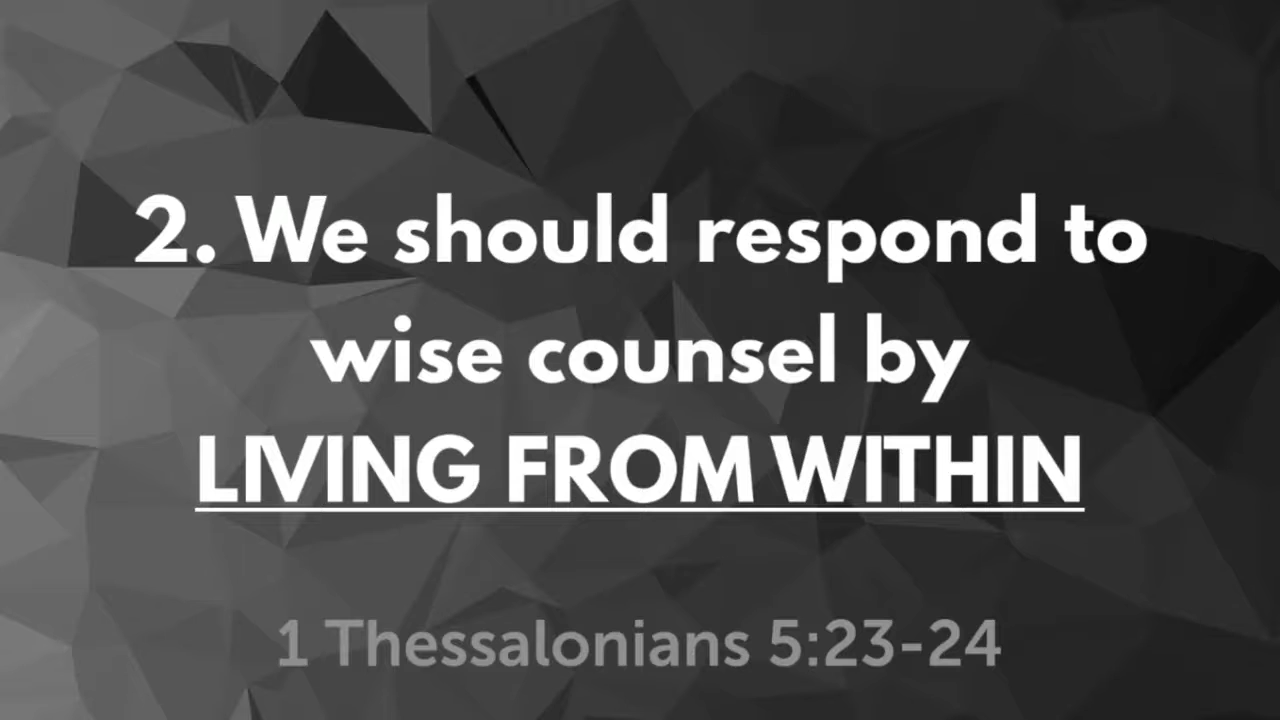 2. We should respond to
wise counsel by
LIVING FROM WITHIN
1 Thessalonians 5:23-24